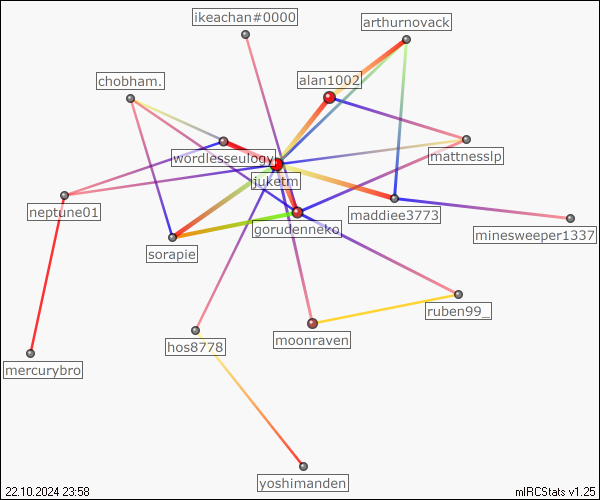 ikeachan#0000
arthurnovack
alan1002
chobham.
wordlesseulogy
mattnesslp
juketm
neptune01
maddiee3773
gorudenneko
minesweeper1337
sorapie
ruben99_
moonraven
hos8778
mercurybro
yoshimanden
22.10.2024 23:58
mIRCStats v1.25